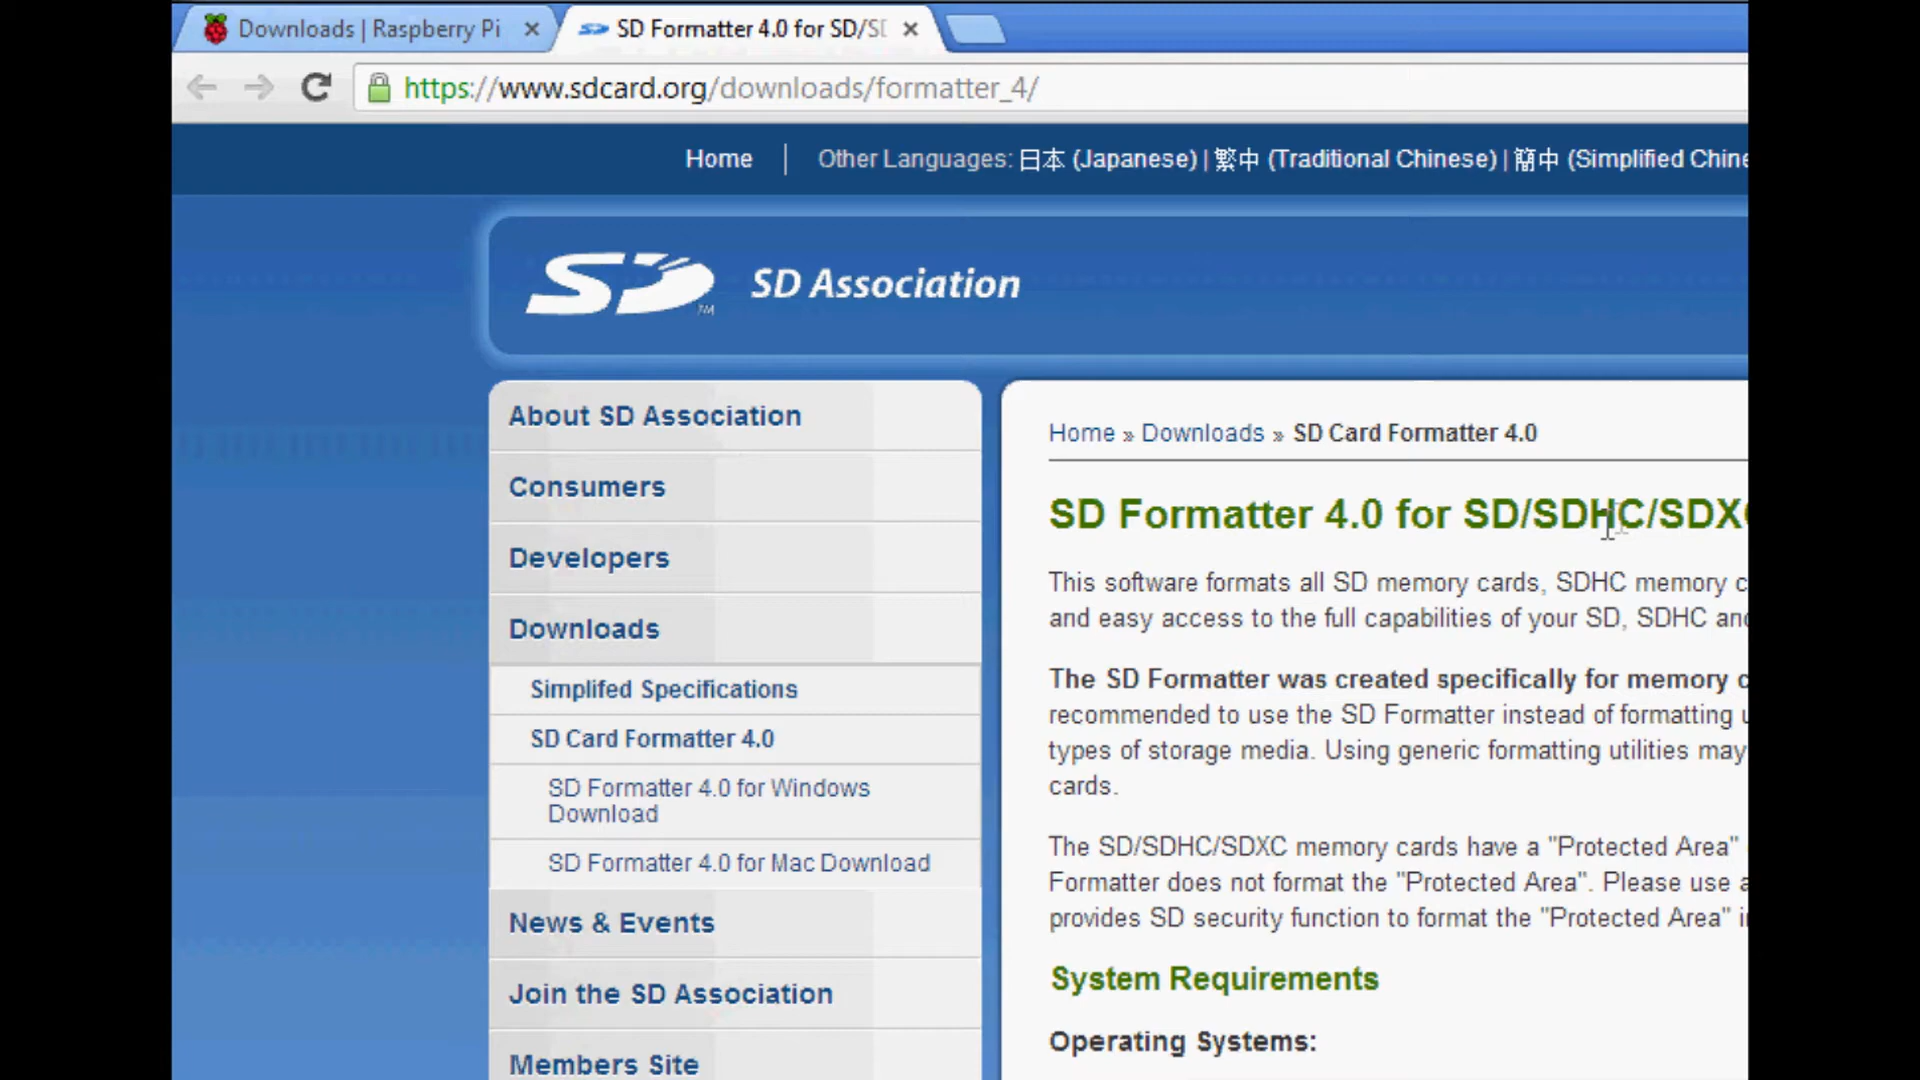 Downloads | Raspberry Pi
SD Formatter 4.0 for SD/SD
https://www.sdcard.org/downloads/formatter_4/
Home | Other Languages: 日本 (Japanese) | 繁中 (Traditional Chinese) | 簡中 (Simplified Chine
SD ™ SD Association
About SD Association
Consumers
Developers
Downloads
Simplifed Specifications
SD Card Formatter 4.0
SD Formatter 4.0 for Windows
Download
SD Formatter 4.0 for Mac Download
News & Events
Join the SD Association
Members Site
Home » Downloads » SD Card Formatter 4.0
SD Formatter 4.0 for SD/SDHC/SDXC
This software formats all SD memory cards, SDHC memory c
and easy access to the full capabilities of your SD, SDHC and
The SD Formatter was created specifically for memory c
recommended to use the SD Formatter instead of formatting u
types of storage media. Using generic formatting utilities may
cards.
The SD/SDHC/SDXC memory cards have a "Protected Area"
Formatter does not format the "Protected Area". Please use a
provides SD security function to format the "Protected Area" i
System Requirements
Operating Systems: